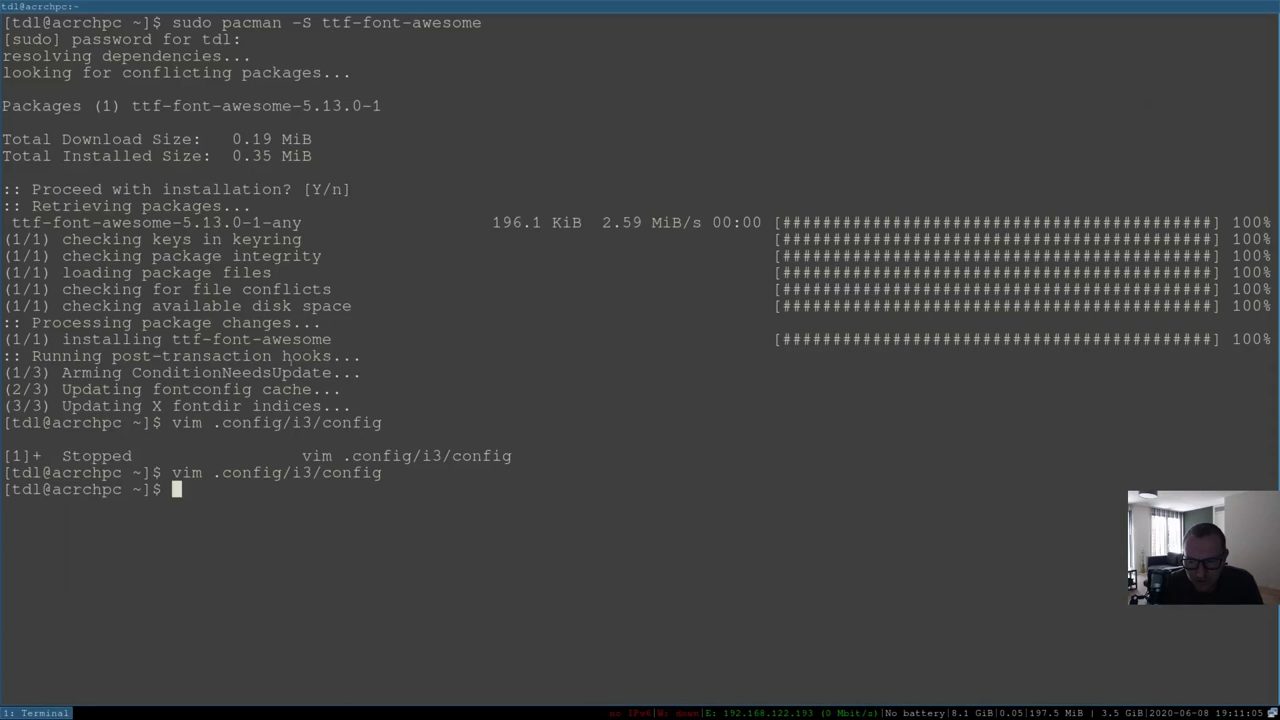 tdl@acrchpc:~
[tdl@acrchpc ~]$ sudo pacman -S ttf-font-awesome
[sudo] password for tdl:
resolving dependencies...
looking for conflicting packages...
Packages (1) ttf-font-awesome-5.13.0-1
Total Download Size:   0.19 MiB
Total Installed Size:  0.35 MiB
:: Proceed with installation? [Y/n]
:: Retrieving packages...
ttf-font-awesome-5.13.0-1-any 196.1 KiB  2.59 MiB/s 00:00 [###########################################] 100%
(1/1) checking keys in keyring [###########################################] 100%
(1/1) checking package integrity [###########################################] 100%
(1/1) loading package files [###########################################] 100%
(1/1) checking for file conflicts [###########################################] 100%
(1/1) checking available disk space [###########################################] 100%
:: Processing package changes...
(1/1) installing ttf-font-awesome [###########################################] 100%
:: Running post-transaction hooks...
(1/3) Arming ConditionNeedsUpdate...
(2/3) Updating fontconfig cache...
(3/3) Updating X fontdir indices...
[tdl@acrchpc ~]$ vim .config/i3/config
[1]+  Stopped                 vim .config/i3/config
[tdl@acrchpc ~]$ vim .config/i3/config
[tdl@acrchpc ~]$
1: Terminal
no IPv6|W: down|E: 192.168.122.193 (0 Mbit/s)|No battery|8.1 GiB|0.05|197.5 MiB | 3.5 GiB|2020-06-08 19:11:05